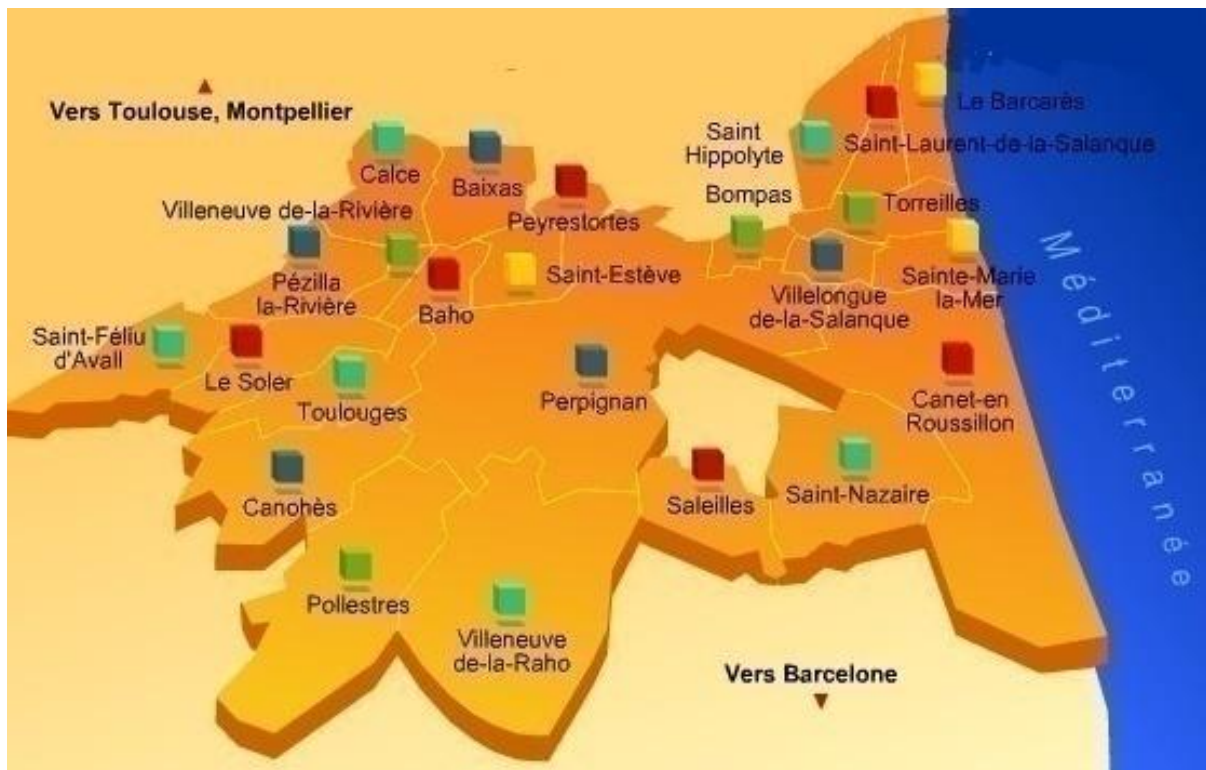 Vers Toulouse, Montpellier
Le Barcarès
Saint
Hippolyte
Saint-Laurent-de-la-Salanque
Calce
Baixas
Bompas
Torreilles
Villeneuve de-la-Rivière
Peyrestortes
Pézilla
la-Rivière
Saint-Estève
Baho
Villelongue
de-la-Salanque
Sainte-Marie
la-Mer
Méditerranée
Saint-Féliu
d'Avall
Le Soler
Toulouges
Perpignan
Canet-en
Roussillon
Canohès
Saleilles
Saint-Nazaire
Pollestres
Villeneuve
de-la-Raho
Vers Barcelone